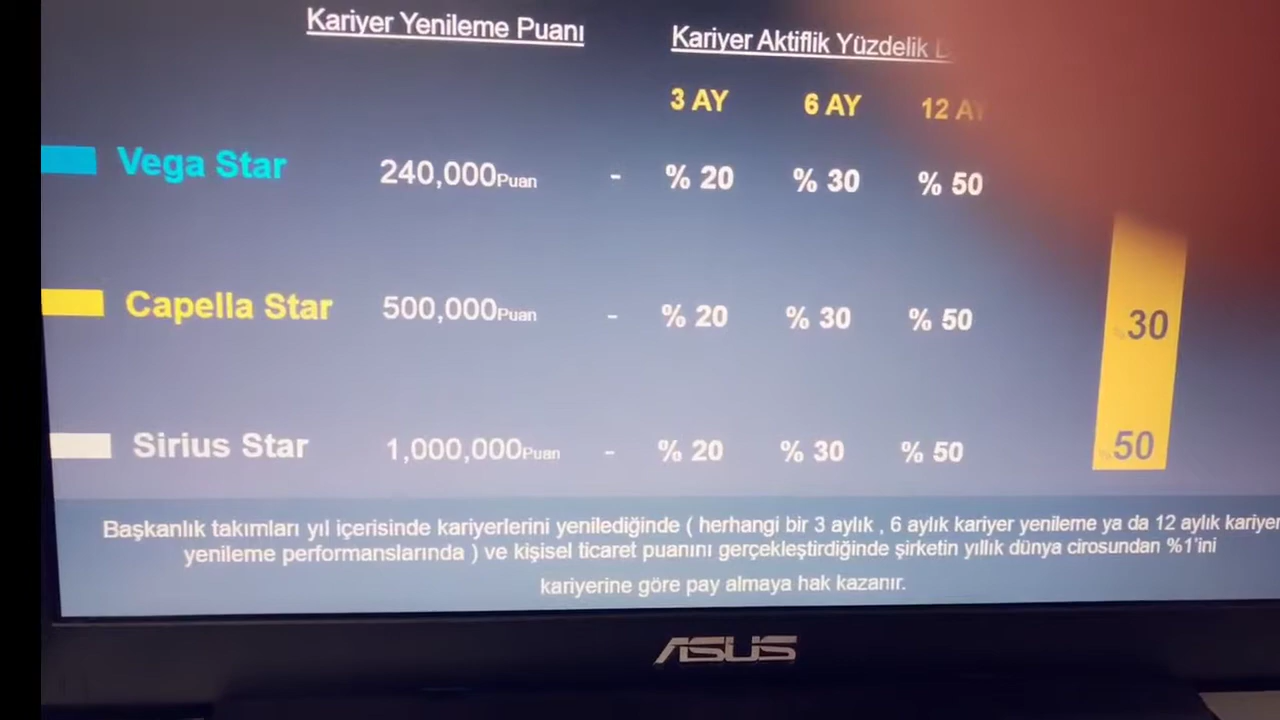 Kariyer Yenileme Puanı
Kariyer Aktiflik Yüzdelik
3 AY 6 AY 12 AY
Vega Star 240,000Puan - % 20 % 30 % 50
Capella Star 500,000Puan - % 20 % 30 % 50
%30
Sirius Star 1,000,000Puan - % 20 % 30 % 50
%50
Başkanlık takımları yıl içerisinde kariyerlerini yenilediğinde ( herhangi bir 3 aylık , 6 aylık kariyer yenileme ya da 12 aylık kariyer
yenileme performanslarında ) ve kişisel ticaret puanını gerçekleştirdiğinde şirketin yıllık dünya cirosundan %1'ini
kariyerine göre pay almaya hak kazanır.
ASUS